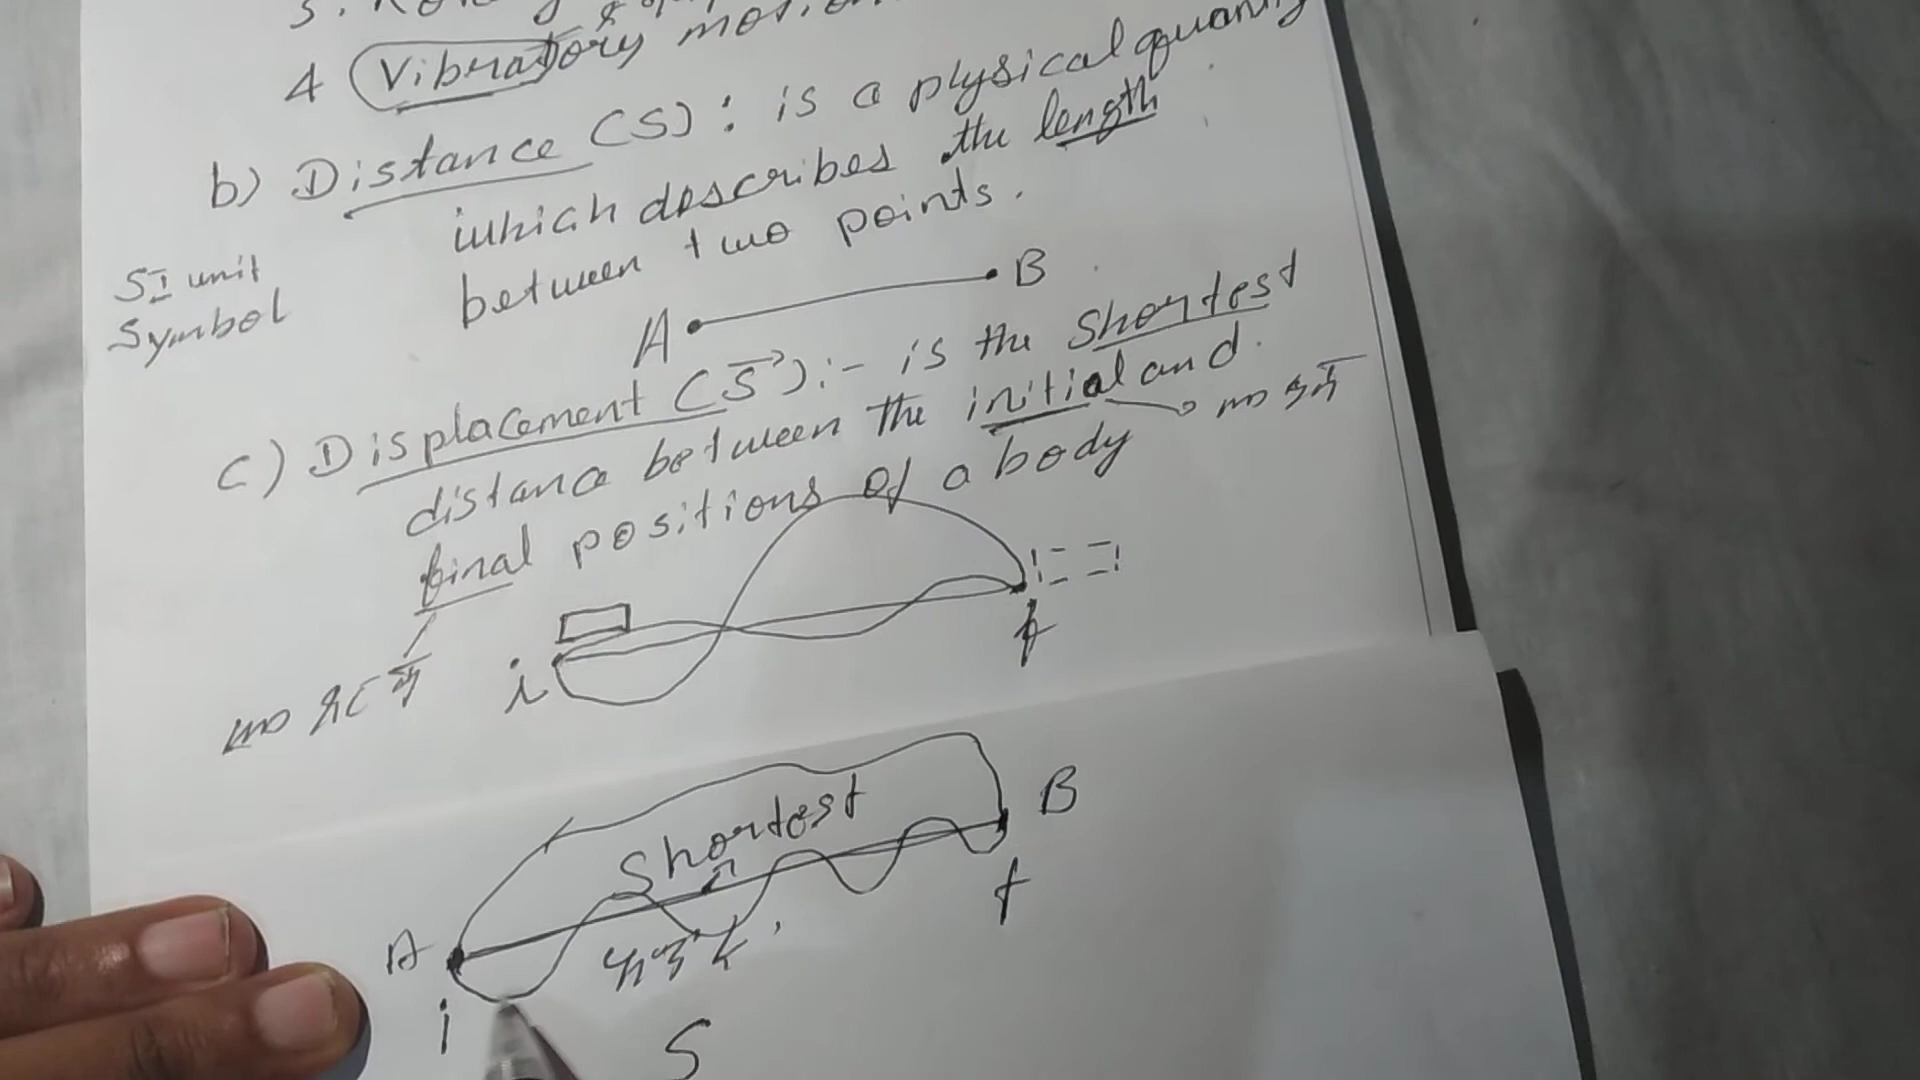 4 Vibratory motion
b) Distance (S) : is a physical quantity
which describes the length
between two points.
SI unit
Symbol
A B
c) Displacement (S⃗) :- is the shortest
distance between the initial and
final positions of a body
i f
Shortest
A B
i f
S